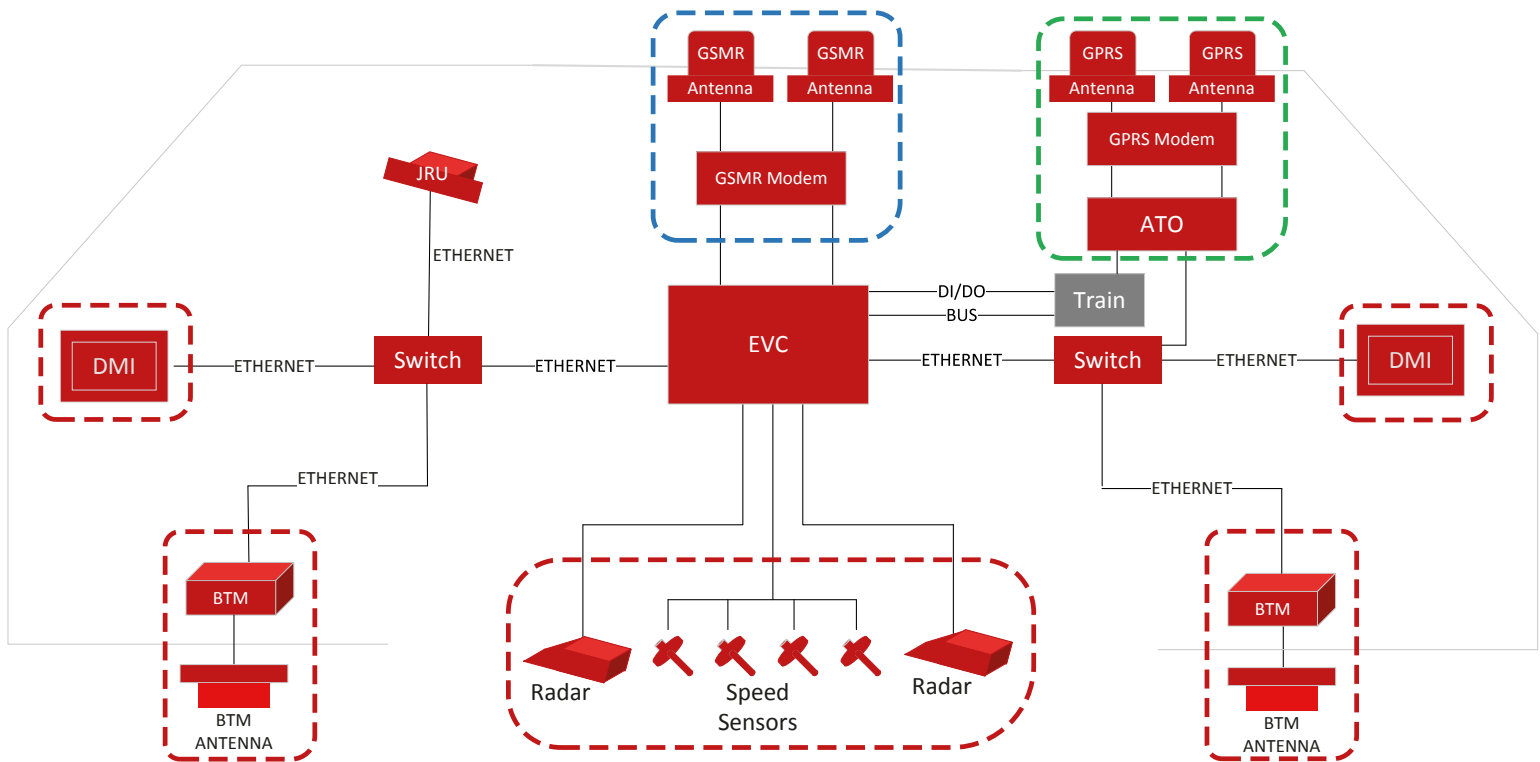 GSMR
GSMR
GPRS
GPRS
Antenna
Antenna
Antenna
Antenna
GPRS Modem
JRU
GSMR Modem
ATO
ETHERNET
DI/DO
Train
BUS
EVC
DMI
ETHERNET
Switch
ETHERNET
ETHERNET
Switch
ETHERNET
DMI
ETHERNET
ETHERNET
BTM
BTM
Radar
Speed
Sensors
Radar
BTM
ANTENNA
BTM
ANTENNA